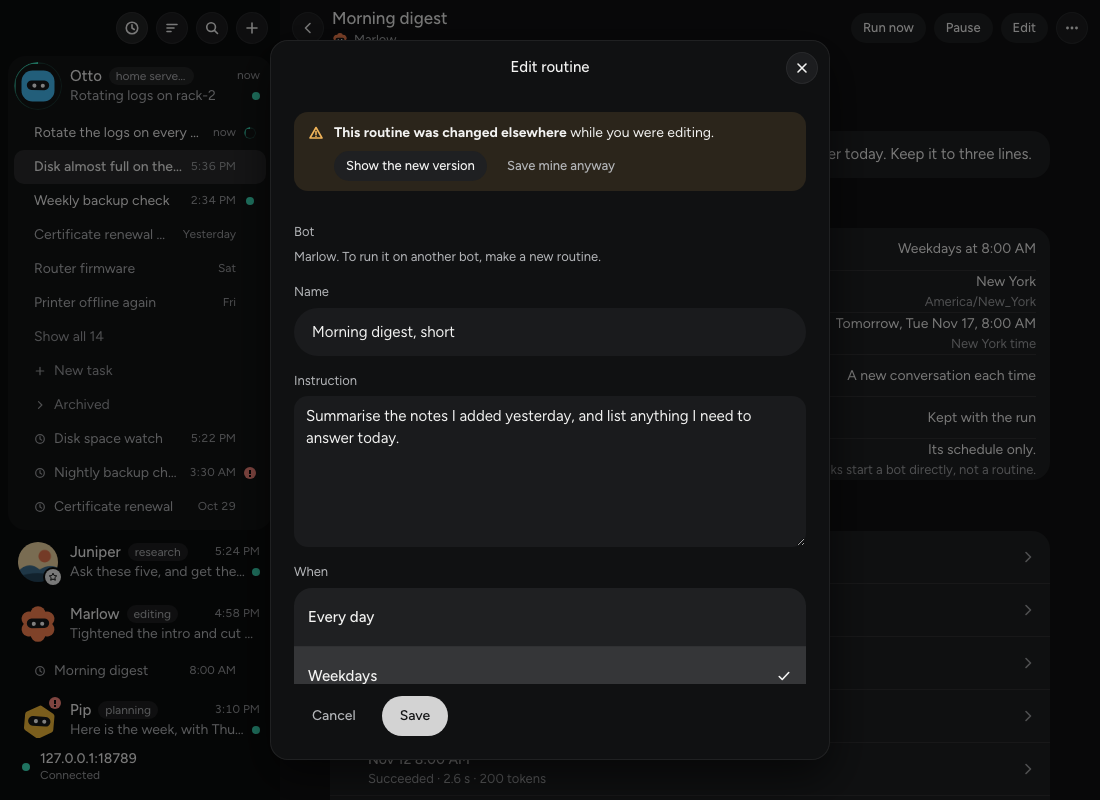 Otto
home serve...
now
Rotating logs on rack-2
Rotate the logs on every ...
now
Disk almost full on the...
5:36 PM
Weekly backup check
2:34 PM
Certificate renewal ...
Yesterday
Router firmware
Sat
Printer offline again
Fri
Show all 14
New task
Archived
Disk space watch
5:22 PM
Nightly backup ch...
3:30 AM
Certificate renewal
Oct 29
Juniper
research
5:24 PM
Ask these five, and get the...
Marlow
editing
4:58 PM
Tightened the intro and cut ...
Morning digest
8:00 AM
Pip
planning
3:10 PM
Here is the week, with Thu...
127.0.0.1:18789
Connected
Morning digest
Marlow
Run now
Pause
Edit
Edit routine
This routine was changed elsewhere while you were editing.
Show the new version
Save mine anyway
Bot
Marlow. To run it on another bot, make a new routine.
Name
Morning digest, short
Instruction
Summarise the notes I added yesterday, and list anything I need to
answer today.
When
Every day
Weekdays
Cancel
Save
er today. Keep it to three lines.
Weekdays at 8:00 AM
New York
America/New_York
Tomorrow, Tue Nov 17, 8:00 AM
New York time
A new conversation each time
Kept with the run
Its schedule only.
ks start a bot directly, not a routine.
Nov 12 8:00 AM
Succeeded · 2.6 s · 200 tokens